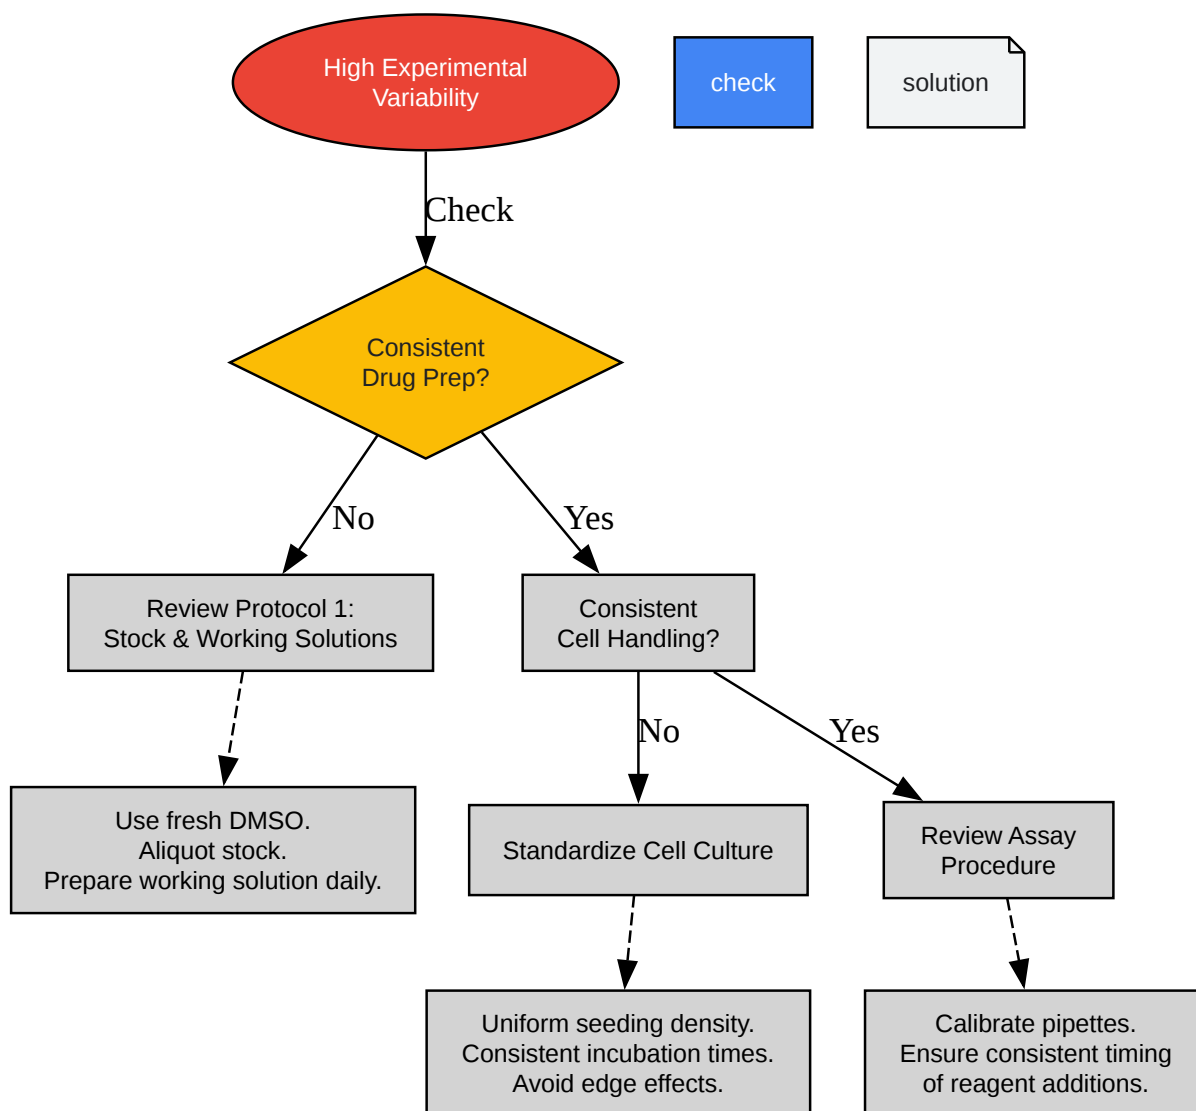 High Experimental
Variability
check
solution
Check
Consistent
Drug Prep?
No
Yes
Review Protocol 1:
Stock & Working Solutions
Consistent
Cell Handling?
No
Yes
Use fresh DMSO.
Aliquot stock.
Prepare working solution daily.
Standardize Cell Culture
Review Assay
Procedure
Uniform seeding density.
Consistent incubation times.
Avoid edge effects.
Calibrate pipettes.
Ensure consistent timing
of reagent additions.